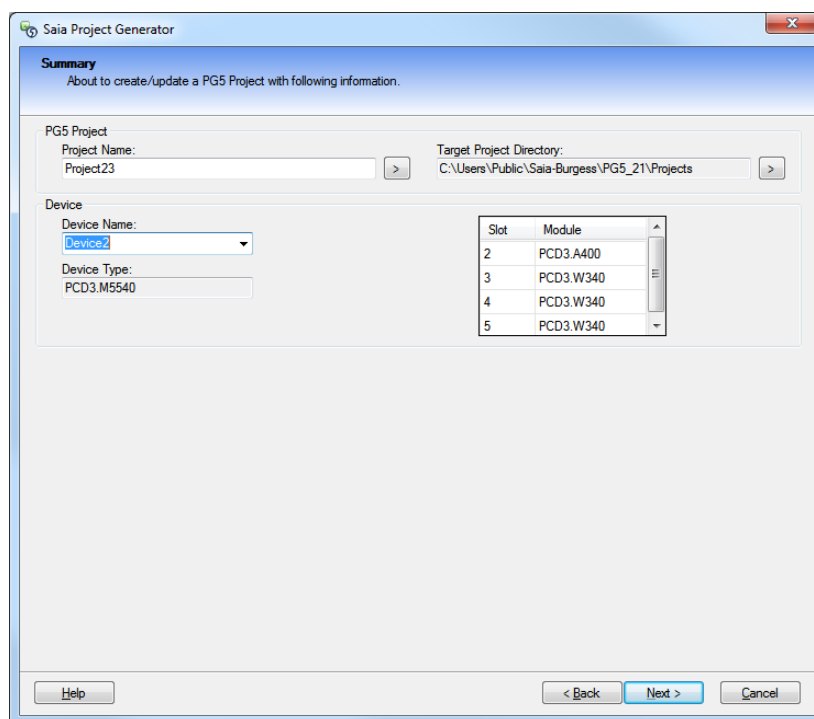 Saia Project Generator
Summary
About to create/update a PG5 Project with following information.
PG5 Project
Project Name:
Target Project Directory:
Project23
>
C:\Users\Public\Saia-Burgess\PG5_21\Projects
>
Device
Device Name:
Device2
Device Type:
PCD3.M5540
Slot Module
2 PCD3.A400
3 PCD3.W340
4 PCD3.W340
5 PCD3.W340
Help
< Back
Next >
Cancel